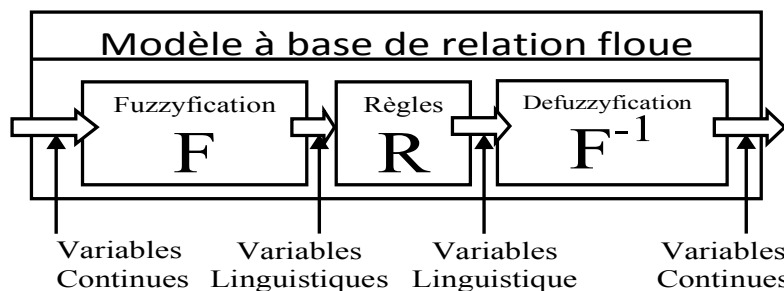 Modèle à base de relation floue
Fuzzyfication
F
Règles
R
Defuzzyfication
F-1
Variables
Continues
Variables
Linguistiques
Variables
Linguistique
Variables
Continues